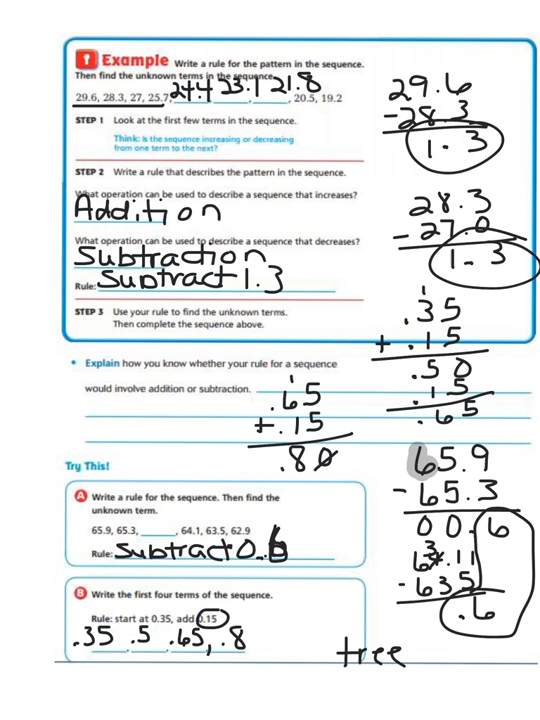 ! Example Write a rule for the pattern in the sequence.
Then find the unknown terms in the sequence.
29.6, 28.3, 27, 25.7, 24.4 23.1 21.8, 20.5, 19.2
STEP 1 Look at the first few terms in the sequence.
Think: Is the sequence increasing or decreasing
from one term to the next?
STEP 2 Write a rule that describes the pattern in the sequence.
What operation can be used to describe a sequence that increases?
Addition
What operation can be used to describe a sequence that decreases?
Subtraction
Rule: Subtract 1.3
STEP 3 Use your rule to find the unknown terms.
Then complete the sequence above.
29.6
-28.3
1.3
28.3
- 27.0
1.3
1
.35
+ .15
.50
.15
.65
• Explain how you know whether your rule for a sequence
would involve addition or subtraction.
1
.65
+.15
.80
Try This!
A Write a rule for the sequence. Then find the
unknown term.
65.9, 65.3, ____, 64.1, 63.5, 62.9
Rule: Subtract 0.6
65.9
- 65.3
00.6
3
64.11
-635
.6
B Write the first four terms of the sequence.
Rule: start at 0.35, add 0.15
.35 .5 .65, .8
tree